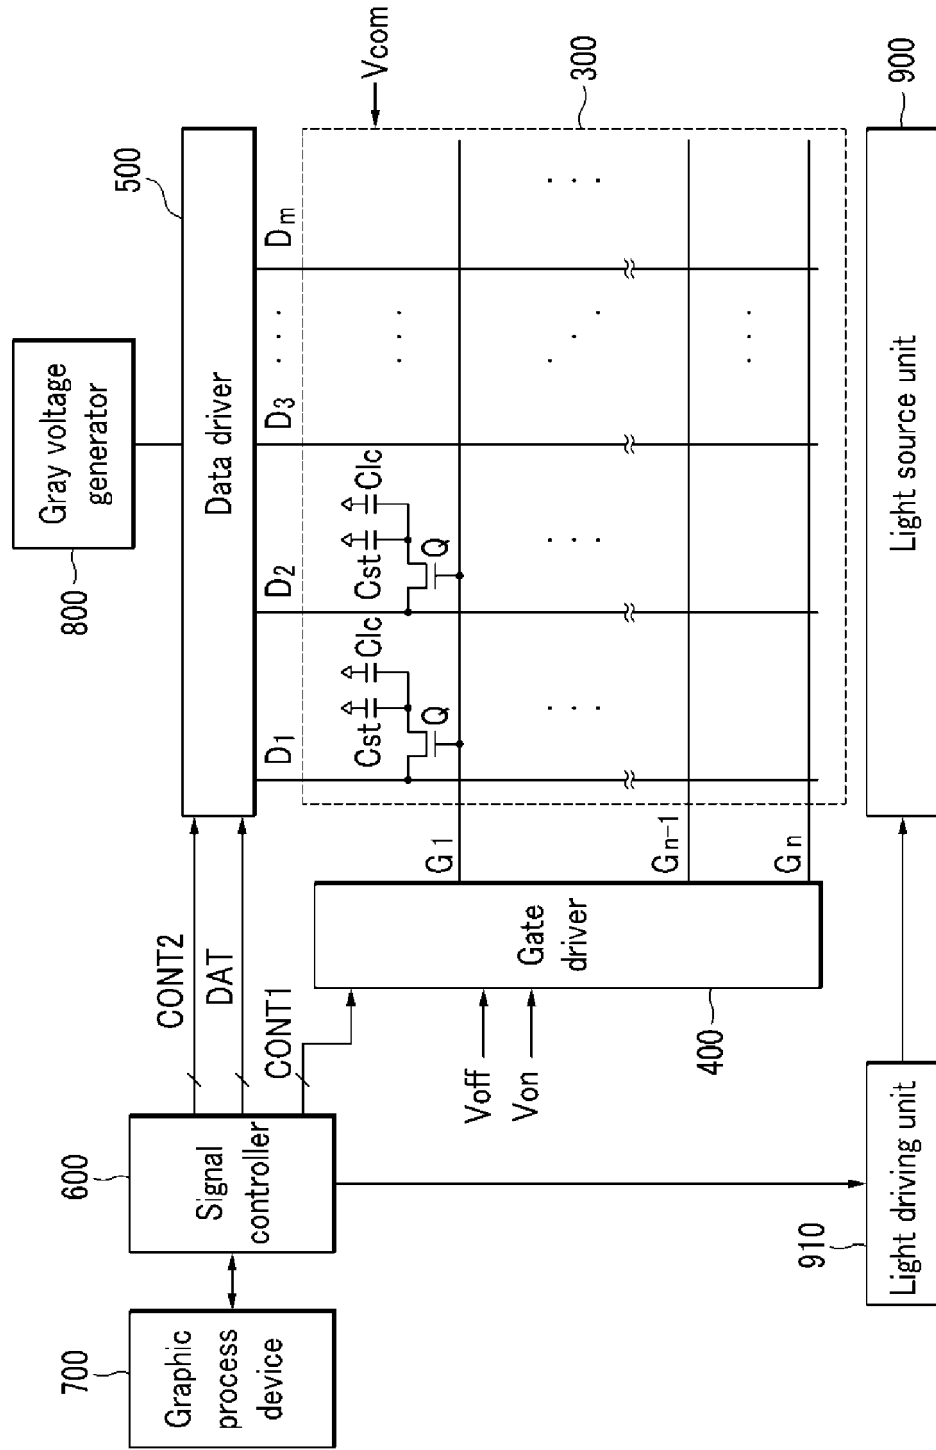 Gray voltage
generator
800
500
Data driver
CONT2
DAT
CONT1
600
Signal
controller
700
Graphic
process
device
D1
D2
D3
Dm
Vcom
300
Cst
Clc
Q
Cst
Clc
Q
G1
Gn-1
Gn
Gate
driver
400
Voff
Von
910
Light driving unit
Light source unit
900